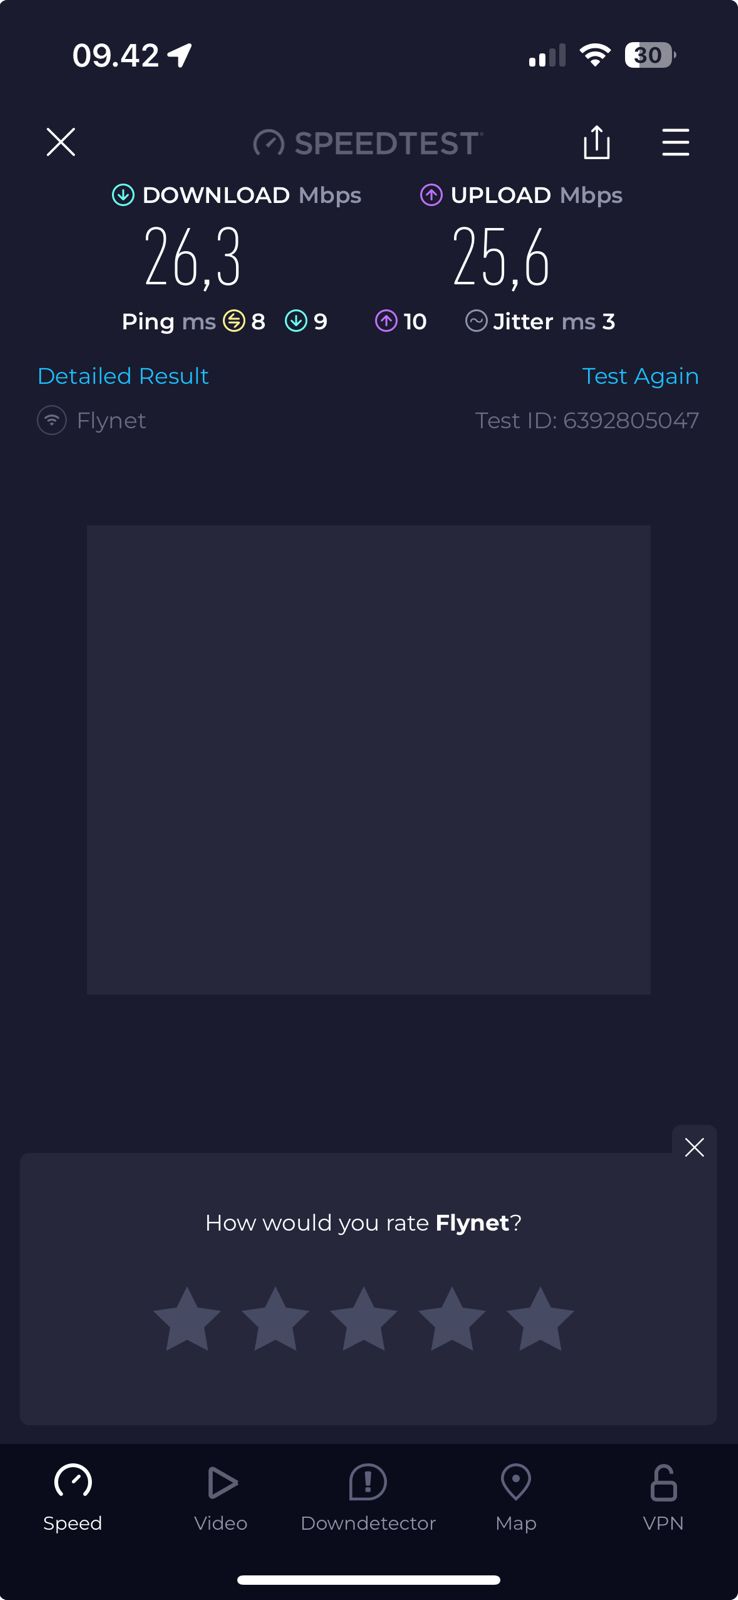 09.42
30
SPEEDTEST
DOWNLOAD Mbps
26,3
UPLOAD Mbps
25,6
Ping ms 8 9 10 Jitter ms 3
Detailed Result
Test Again
Flynet
Test ID: 6392805047
How would you rate Flynet?
Speed
Video
Downdetector
Map
VPN